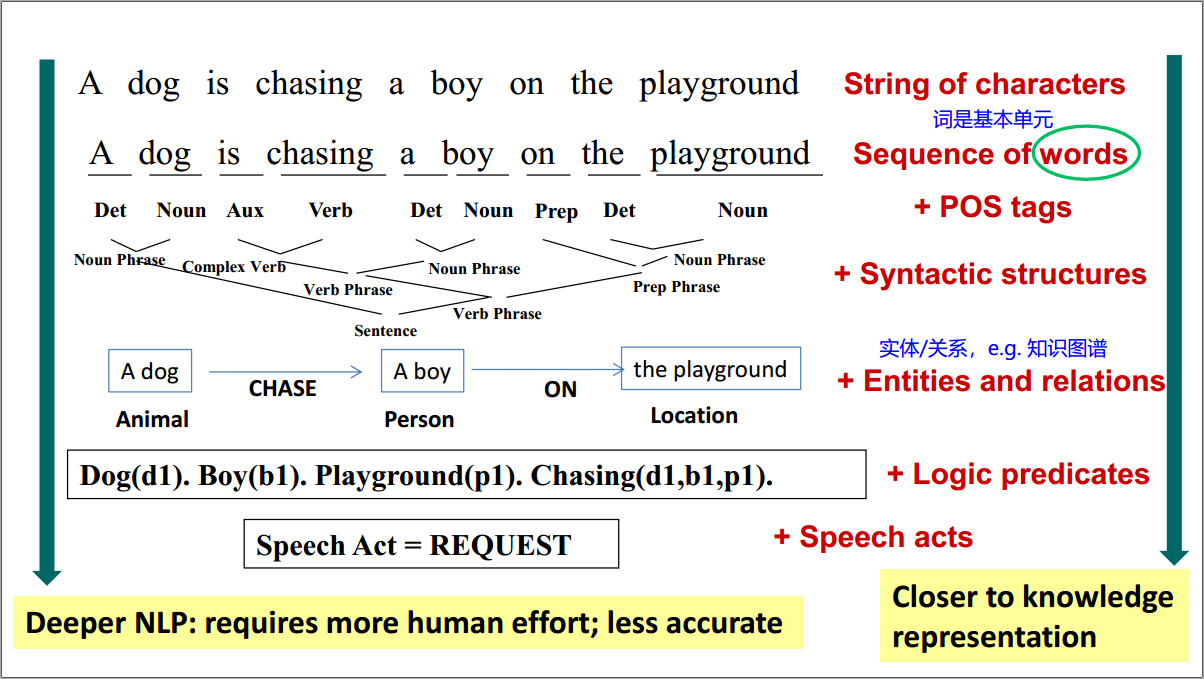 A dog is chasing a boy on the playground String of characters
词是基本单元
A dog is chasing a boy on the playground Sequence of words
Det Noun Aux Verb Det Noun Prep Det Noun + POS tags
Noun Phrase Complex Verb Noun Phrase Noun Phrase
+ Syntactic structures
Verb Phrase Prep Phrase
Verb Phrase
Sentence
实体/关系，e.g. 知识图谱
A dog CHASE A boy ON the playground
+ Entities and relations
Animal Person Location
Dog(d1). Boy(b1). Playground(p1). Chasing(d1,b1,p1). + Logic predicates
Speech Act = REQUEST + Speech acts
Deeper NLP: requires more human effort; less accurate
Closer to knowledge
representation